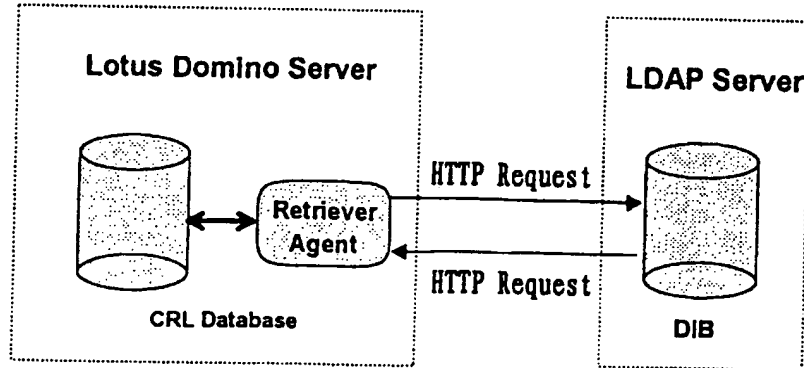 Lotus Domino Server
LDAP Server
HTTP Request
Retriever
Agent
HTTP Request
CRL Database
DIB